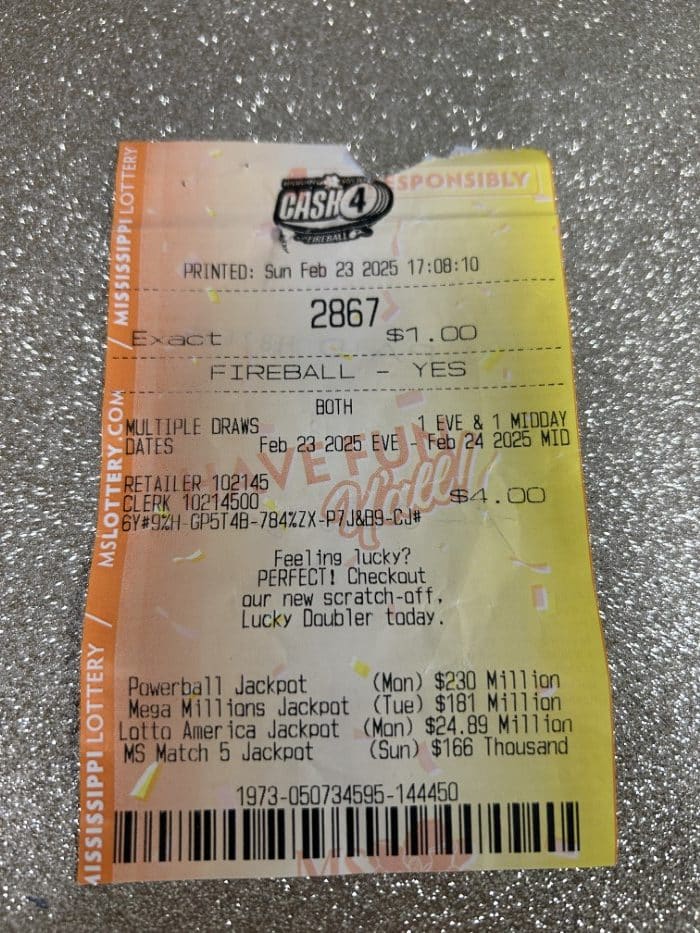 RESPONSIBLY
CASH 4
FIREBALL
PRINTED: Sun Feb 23 2025 17:08:10
2867
Exact $1.00
FIREBALL - YES
BOTH
MULTIPLE DRAWS 1 EVE & 1 MIDDAY
DATES Feb 23 2025 EVE - Feb 24 2025 MID
HAVE FUN
Y'all!
RETAILER 102145
CLERK 10214500 $4.00
6Y#9%H-GP5T4B-784%ZX-P7J&B9-CJ#
Feeling lucky?
PERFECT! Checkout
our new scratch-off,
Lucky Doubler today.
Powerball Jackpot (Mon) $230 Million
Mega Millions Jackpot (Tue) $181 Million
Lotto America Jackpot (Mon) $24.89 Million
MS Match 5 Jackpot (Sun) $166 Thousand
1973-050734595-144450
MISSISSIPPI LOTTERY / MSLOTTERY.COM / MISSISSIPPI LOTTERY